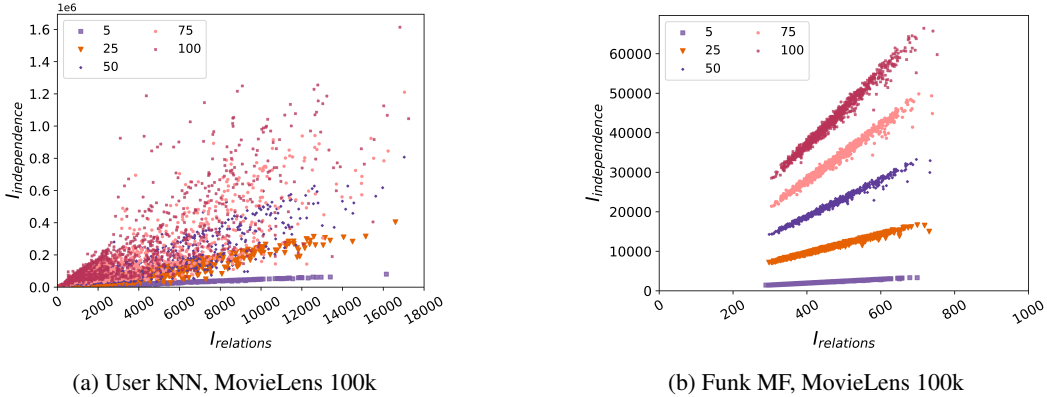 1e6
1.6
1.4
1.2
1.0
0.8
0.6
0.4
0.2
0.0
I_independence
5 75
25 100
50
0 2000 4000 6000 8000 10000 12000 14000 16000 18000
I_relations
(a) User kNN, MovieLens 100k
60000
50000
40000
30000
20000
10000
0
I_independence
5 75
25 100
50
0 200 400 600 800 1000
I_relations
(b) Funk MF, MovieLens 100k